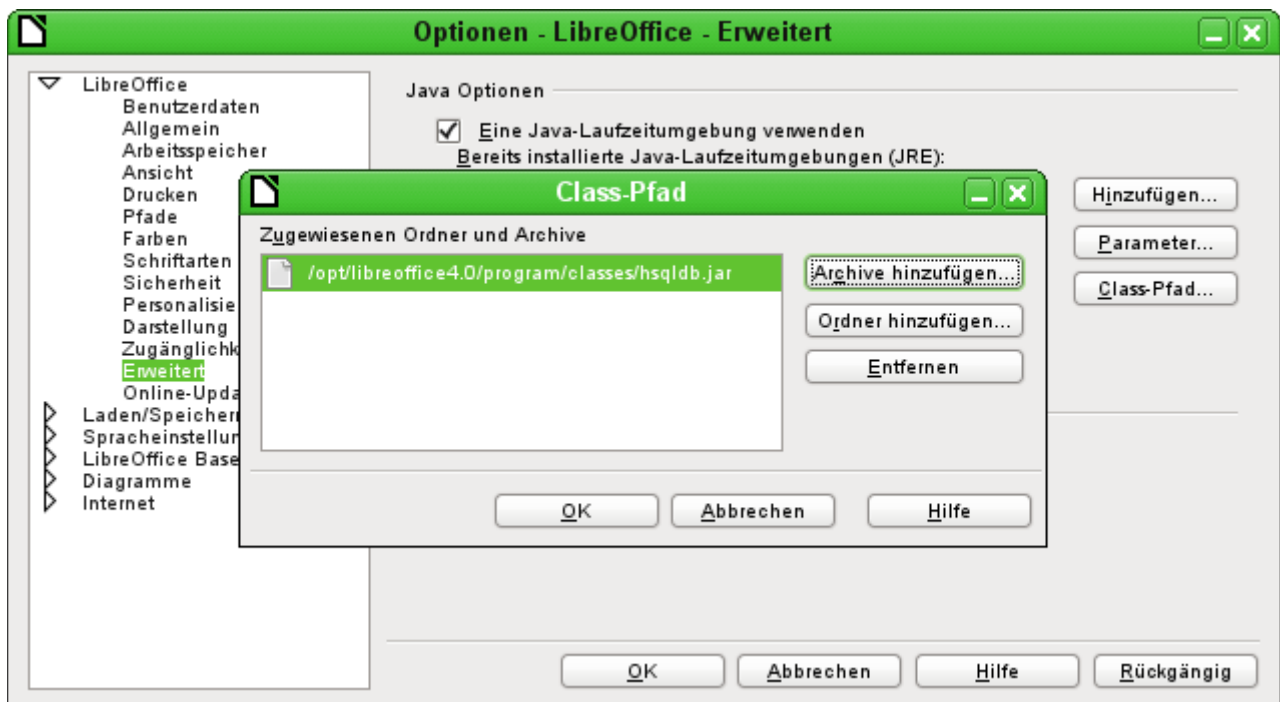 Optionen - LibreOffice - Erweitert
LibreOffice
Benutzerdaten
Allgemein
Arbeitsspeicher
Ansicht
Drucken
Pfade
Farben
Schriftarten
Sicherheit
Personalisie
Darstellung
Zugänglichk
Erweitert
Online-Upda
Laden/Speichern
Spracheinstellun
LibreOffice Base
Diagramme
Internet
Java Optionen
Eine Java-Laufzeitumgebung verwenden
Bereits installierte Java-Laufzeitumgebungen (JRE):
Hinzufügen...
Parameter...
Class-Pfad...
Class-Pfad
Zugewiesenen Ordner und Archive
/opt/libreoffice4.0/program/classes/hsqldb.jar
Archive hinzufügen...
Ordner hinzufügen...
Entfernen
OK Abbrechen Hilfe
OK Abbrechen Hilfe Rückgängig